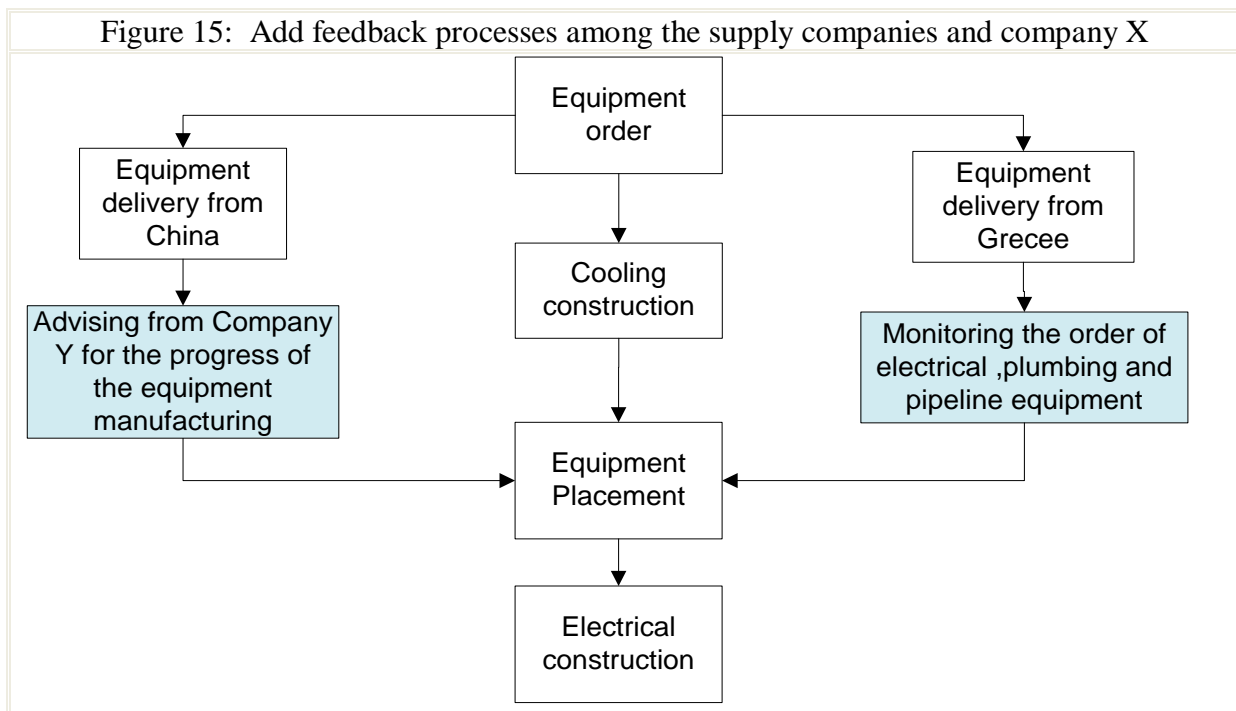 Figure 15:  Add feedback processes among the supply companies and company X
Equipment
order
Equipment
delivery from
China
Equipment
delivery from
Grecee
Cooling
construction
Advising from Company
Y for the progress of
the equipment
manufacturing
Monitoring the order of
electrical ,plumbing and
pipeline equipment
Equipment
Placement
Electrical
construction